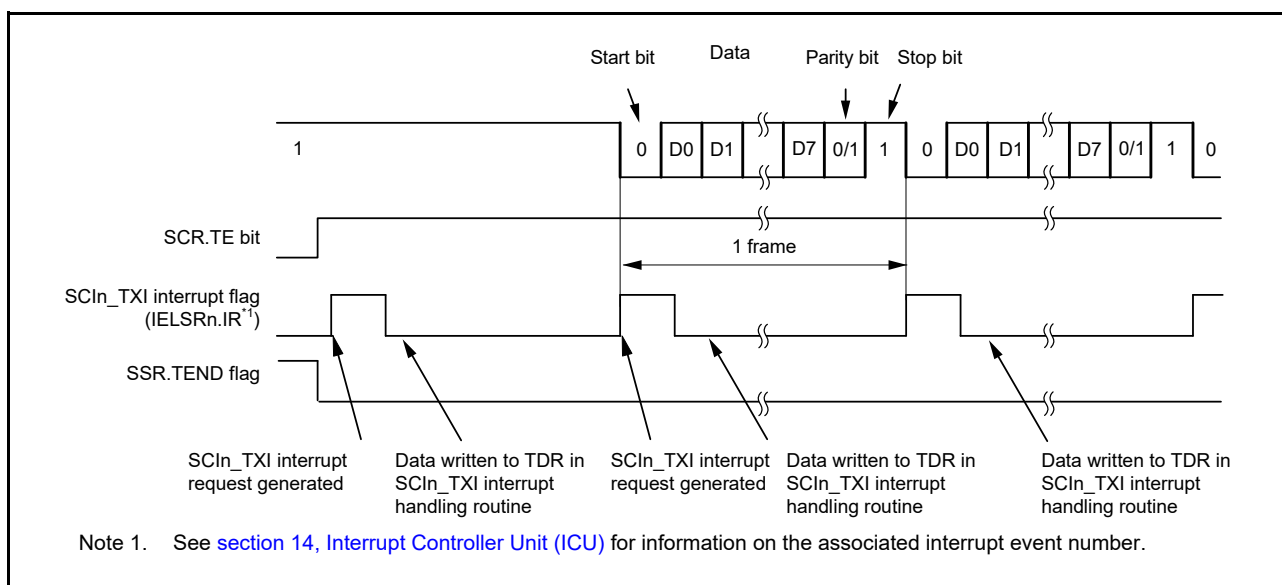 Start bit Data Parity bit Stop bit
1 0 D0 D1 D7 0/1 1 0 D0 D1 D7 0/1 1 0
SCR.TE bit
1 frame
SCIn_TXI interrupt flag
(IELSRn.IR*1)
SSR.TEND flag
SCIn_TXI interrupt
request generated
Data written to TDR in
SCIn_TXI interrupt
handling routine
SCIn_TXI interrupt
request generated
Data written to TDR in
SCIn_TXI interrupt
handling routine
Data written to TDR in
SCIn_TXI interrupt
handling routine
Note 1. See section 14, Interrupt Controller Unit (ICU) for information on the associated interrupt event number.